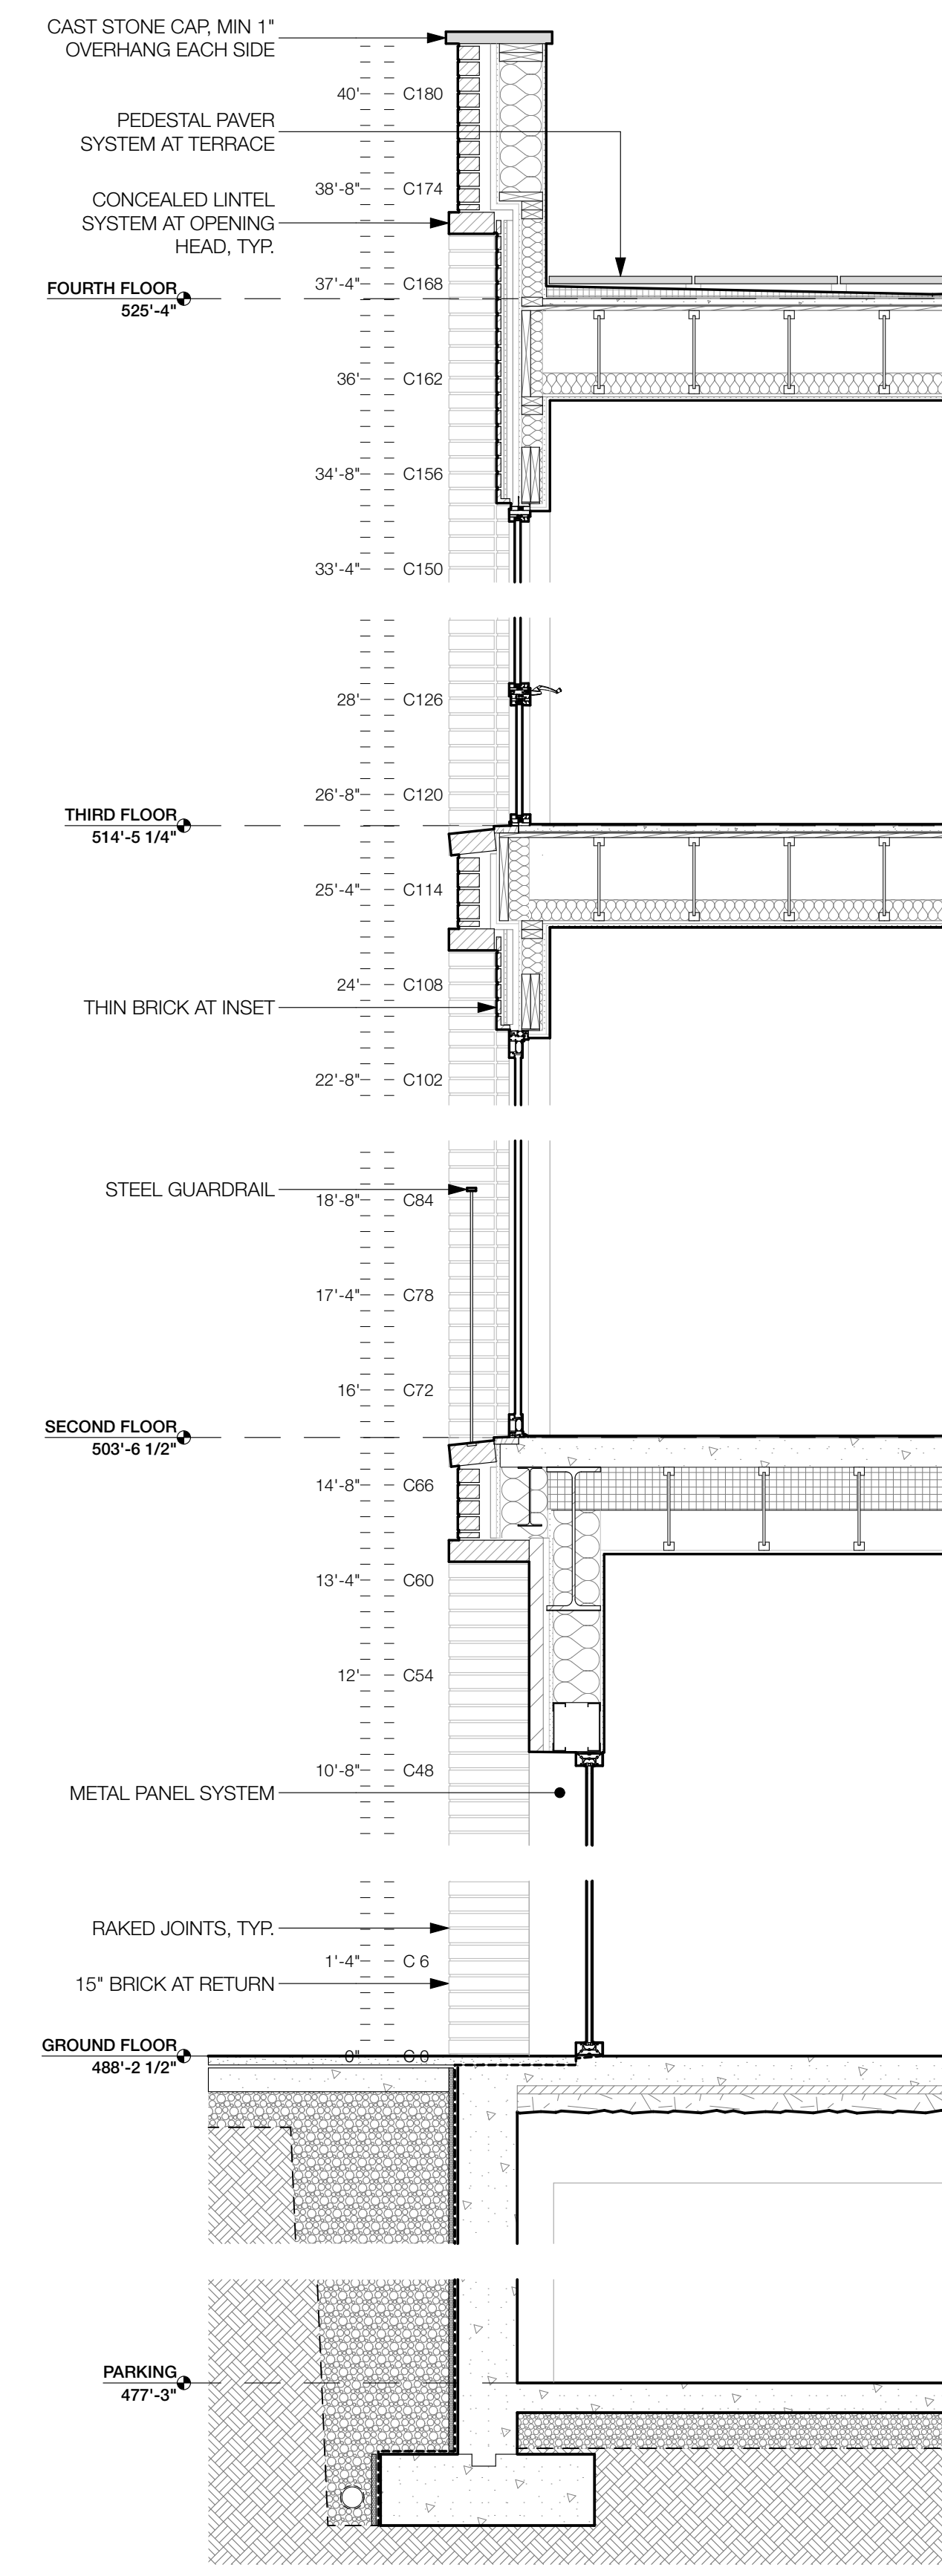 CAST STONE CAP, MIN 1"
OVERHANG EACH SIDE
40' C180
PEDESTAL PAVER
SYSTEM AT TERRACE
38'-8" C174
CONCEALED LINTEL
SYSTEM AT OPENING
HEAD, TYP.
37'-4" C168
FOURTH FLOOR
525'-4"
36' C162
34'-8" C156
33'-4" C150
28' C126
26'-8" C120
THIRD FLOOR
514'-5 1/4"
25'-4" C114
24' C108
THIN BRICK AT INSET
22'-8" C102
STEEL GUARDRAIL
18'-8" C84
17'-4" C78
16' C72
SECOND FLOOR
503'-6 1/2"
14'-8" C66
13'-4" C60
12' C54
10'-8" C48
METAL PANEL SYSTEM
RAKED JOINTS, TYP.
1'-4" C 6
15" BRICK AT RETURN
GROUND FLOOR
488'-2 1/2"
0" C 0
PARKING
477'-3"